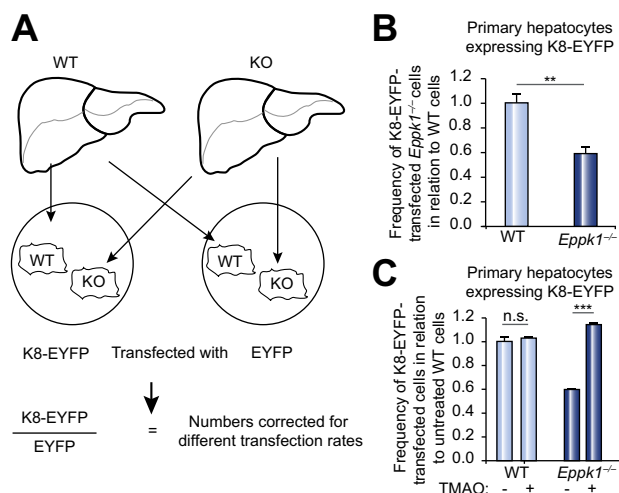 A
WT
KO
WT
KO
WT
KO
K8-EYFP
Transfected with
EYFP
K8-EYFP
EYFP
=
Numbers corrected for
different transfection rates
B
Primary hepatocytes
expressing K8-EYFP
Frequency of K8-EYFP-
transfected Eppk1–/– cells
in relation to WT cells
1.2
1.0
0.8
0.6
0.4
0.2
0.0
**
WT
Eppk1–/–
C
Primary hepatocytes
expressing K8-EYFP
Frequency of K8-EYFP-
transfected cells in relation
to untreated WT cells
1.2
1.0
0.8
0.6
0.4
0.2
0.0
n.s.
***
WT
Eppk1–/–
TMAO: - + - +